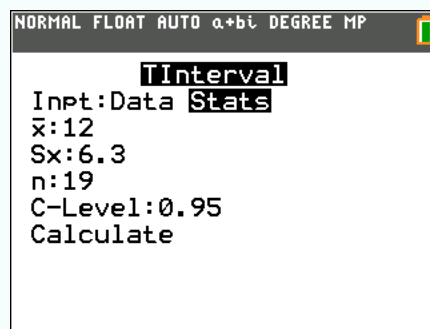 NORMAL FLOAT AUTO a+bi DEGREE MP
TInterval
Inpt:Data Stats
x̄:12
Sx:6.3
n:19
C-Level:0.95
Calculate